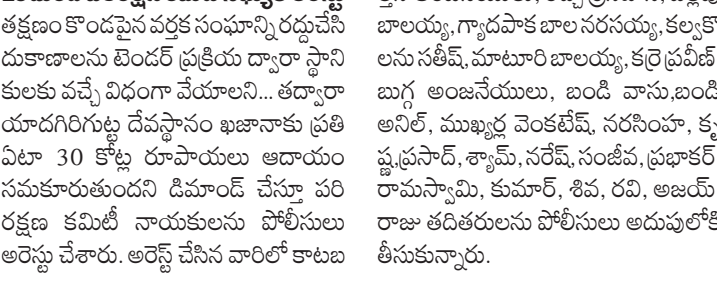 తక్షణం కొండపైన వర్తక సంఘాన్ని రద్దుచేసి
దుకాణాలను టెండర్ ప్రక్రియ ద్వారా స్థాని
కులకు వచ్చే విధంగా వేయాలని... తద్వారా
యాదగిరిగుట్ట దేవస్థానం ఖజానాకు ప్రతి
ఏటా 30 కోట్ల రూపాయలు ఆదాయం
సమకూరుతుందని డిమాండ్ చేస్తూ పరి
రక్షణ కమిటీ నాయకులను పోలీసులు
అరెస్టు చేశారు. అరెస్ట్ చేసిన వారిలో కాటబ
బాలయ్య, గ్యాదపాక బాల నరసయ్య, కల్వకొ
లను సతీష్, మాటూరి బాలయ్య, కర్రె ప్రవీణ్
బుగ్గ అంజనేయులు, బండి వాసు,బండి
అనిల్, ముఖ్యర్ల వెంకటేష్, నరసింహ, కృ
ష్ణ,ప్రసాద్, శ్యామ్, నరేష్, సంజీవ, ప్రభాకర్
రామస్వామి, కుమార్, శివ, రవి, అజయ్
రాజు తదితరులను పోలీసులు అదుపులోకి
తీసుకున్నారు.